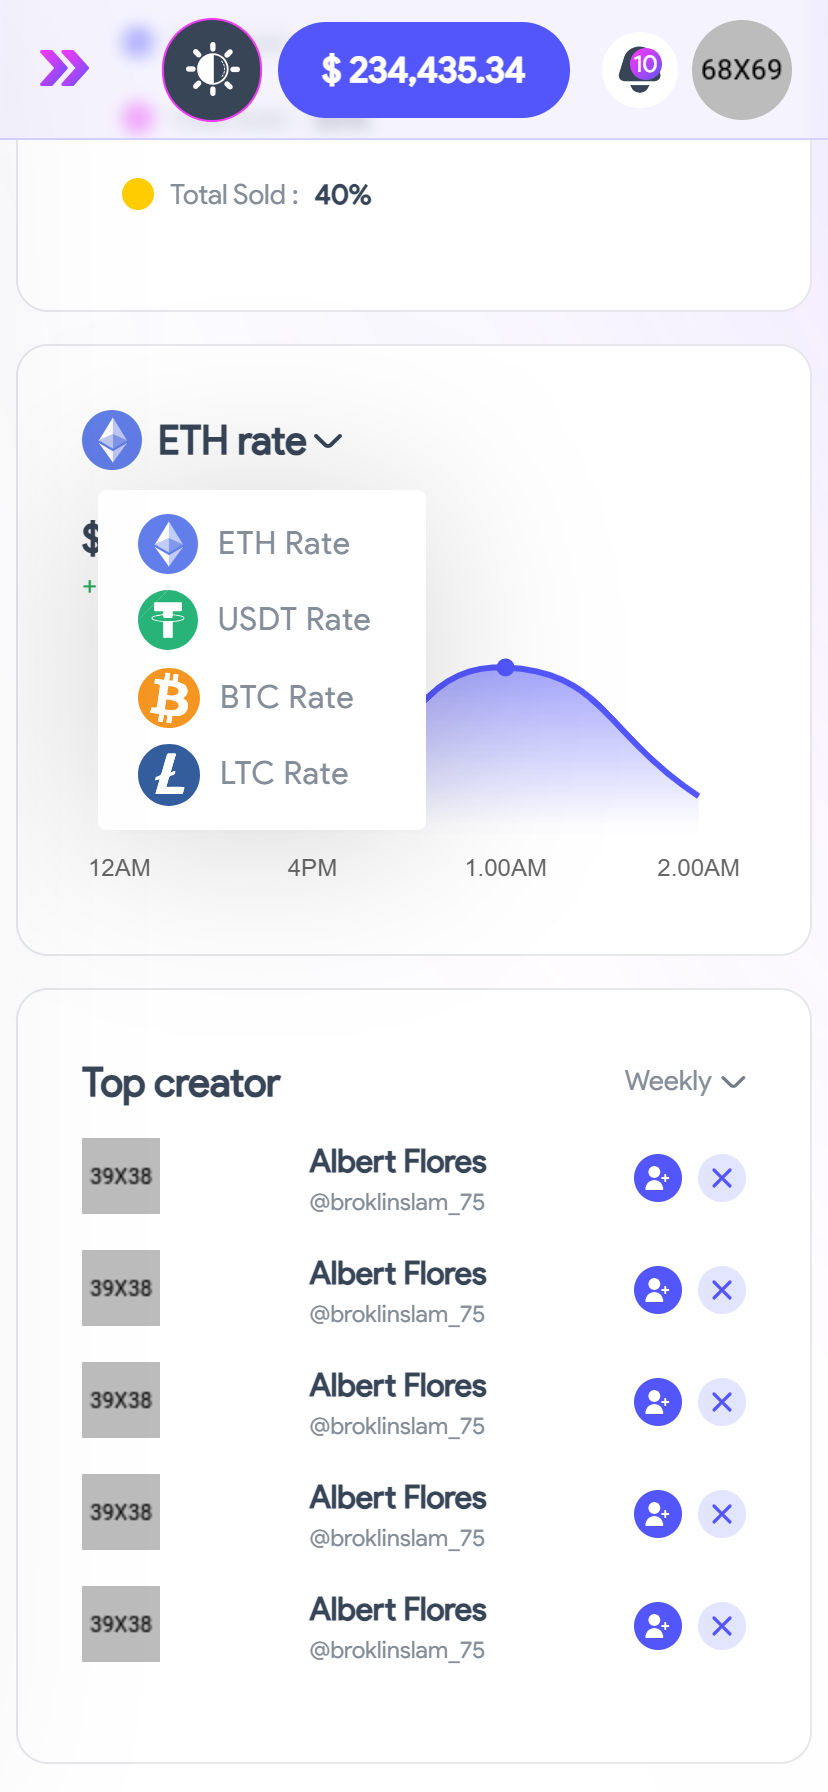 $ 234,435.34
10
68X69
Total Sold : 40%
ETH rate
$
+
ETH Rate
USDT Rate
BTC Rate
LTC Rate
12AM 4PM 1.00AM 2.00AM
Top creator Weekly
39X38 Albert Flores
@broklinslam_75
39X38 Albert Flores
@broklinslam_75
39X38 Albert Flores
@broklinslam_75
39X38 Albert Flores
@broklinslam_75
39X38 Albert Flores
@broklinslam_75